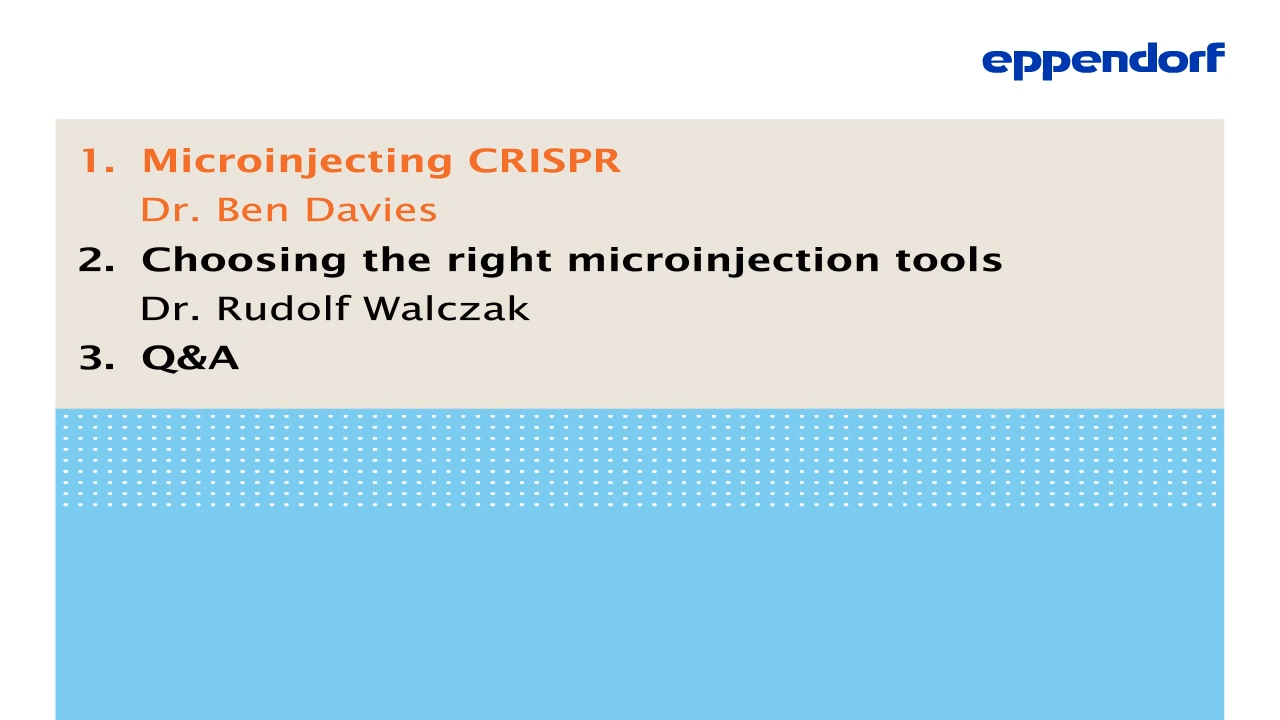 eppendorf
1. Microinjecting CRISPR
Dr. Ben Davies
2. Choosing the right microinjection tools
Dr. Rudolf Walczak
3. Q&A